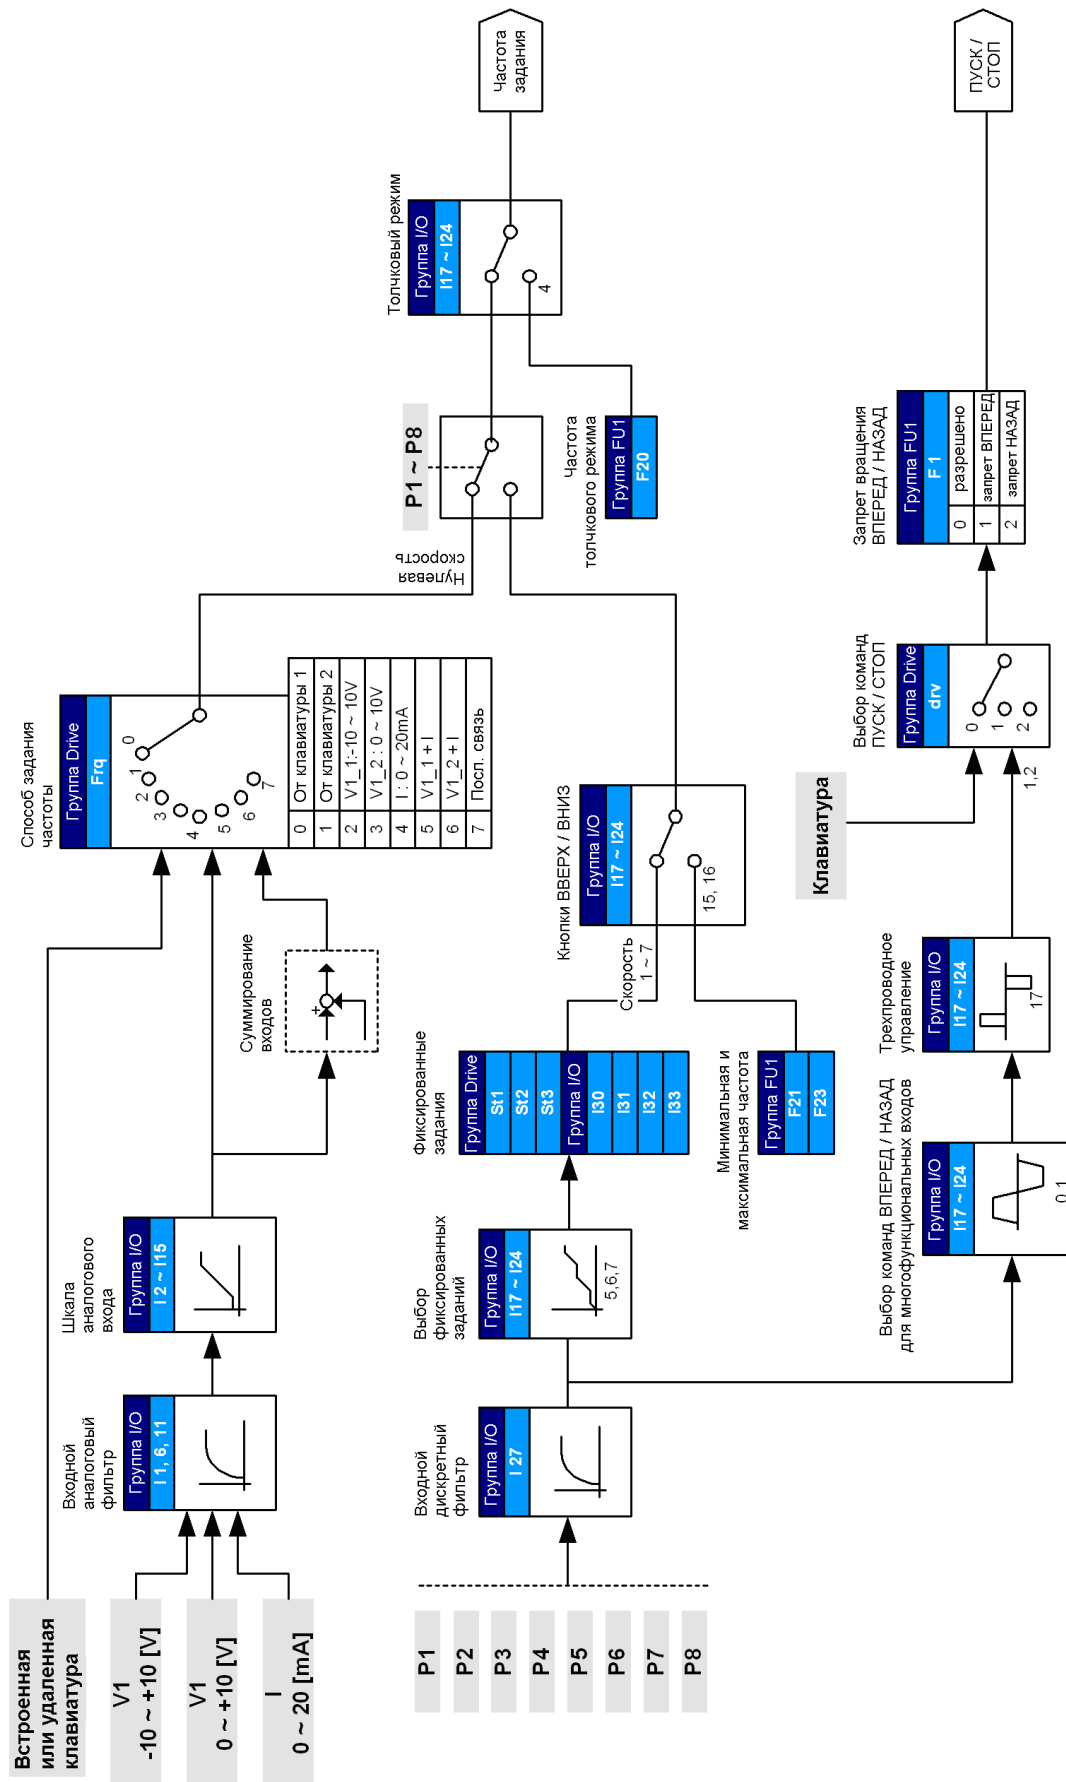 Встроенная
или удаленная
клавиатура
V1
-10 ~ +10 [V]
V1
0 ~ +10 [V]
I
0 ~ 20 [mA]
Входной
аналоговый
фильтр
Группа I/O
I 1, 6, 11
Шкала
аналогового
входа
Группа I/O
I 2 ~ I15
Суммирование
входов
+
Способ задания
частоты
Группа Drive
Frq
0
1
2
3
4
5
6
7
0 От клавиатуры 1
1 От клавиатуры 2
2 V1_1:-10 ~ 10V
3 V1_2 : 0 ~ 10V
4 I : 0 ~ 20mA
5 V1_1 + I
6 V1_2 + I
7 Посл. связь
Нулевая
скорость
P1 ~ P8
Толчковый режим
Группа I/O
I17 ~ I24
4
Частота
задания
Частота
толчкового режима
Группа FU1
F20
P1
P2
P3
P4
P5
P6
P7
P8
Входной
дискретный
фильтр
Группа I/O
I 27
Выбор
фиксированных
заданий
Группа I/O
I17 ~ I24
5,6,7
Фиксированные
задания
Группа Drive
St1
St2
St3
Группа I/O
I30
I31
I32
I33
Скорость
1 ~ 7
Кнопки ВВЕРХ / ВНИЗ
Группа I/O
I17 ~ I24
15, 16
Минимальная и
максимальная частота
Группа FU1
F21
F23
Выбор команд ВПЕРЕД / НАЗАД
для многофункциональных входов
Группа I/O
I17 ~ I24
0,1
Трехпроводное
управление
Группа I/O
I17 ~ I24
17
Клавиатура
1,2
Выбор команд
ПУСК / СТОП
Группа Drive
drv
0
1
2
Запрет вращения
ВПЕРЕД / НАЗАД
Группа FU1
F 1
0 разрешено
1 запрет ВПЕРЕД
2 запрет НАЗАД
ПУСК /
СТОП